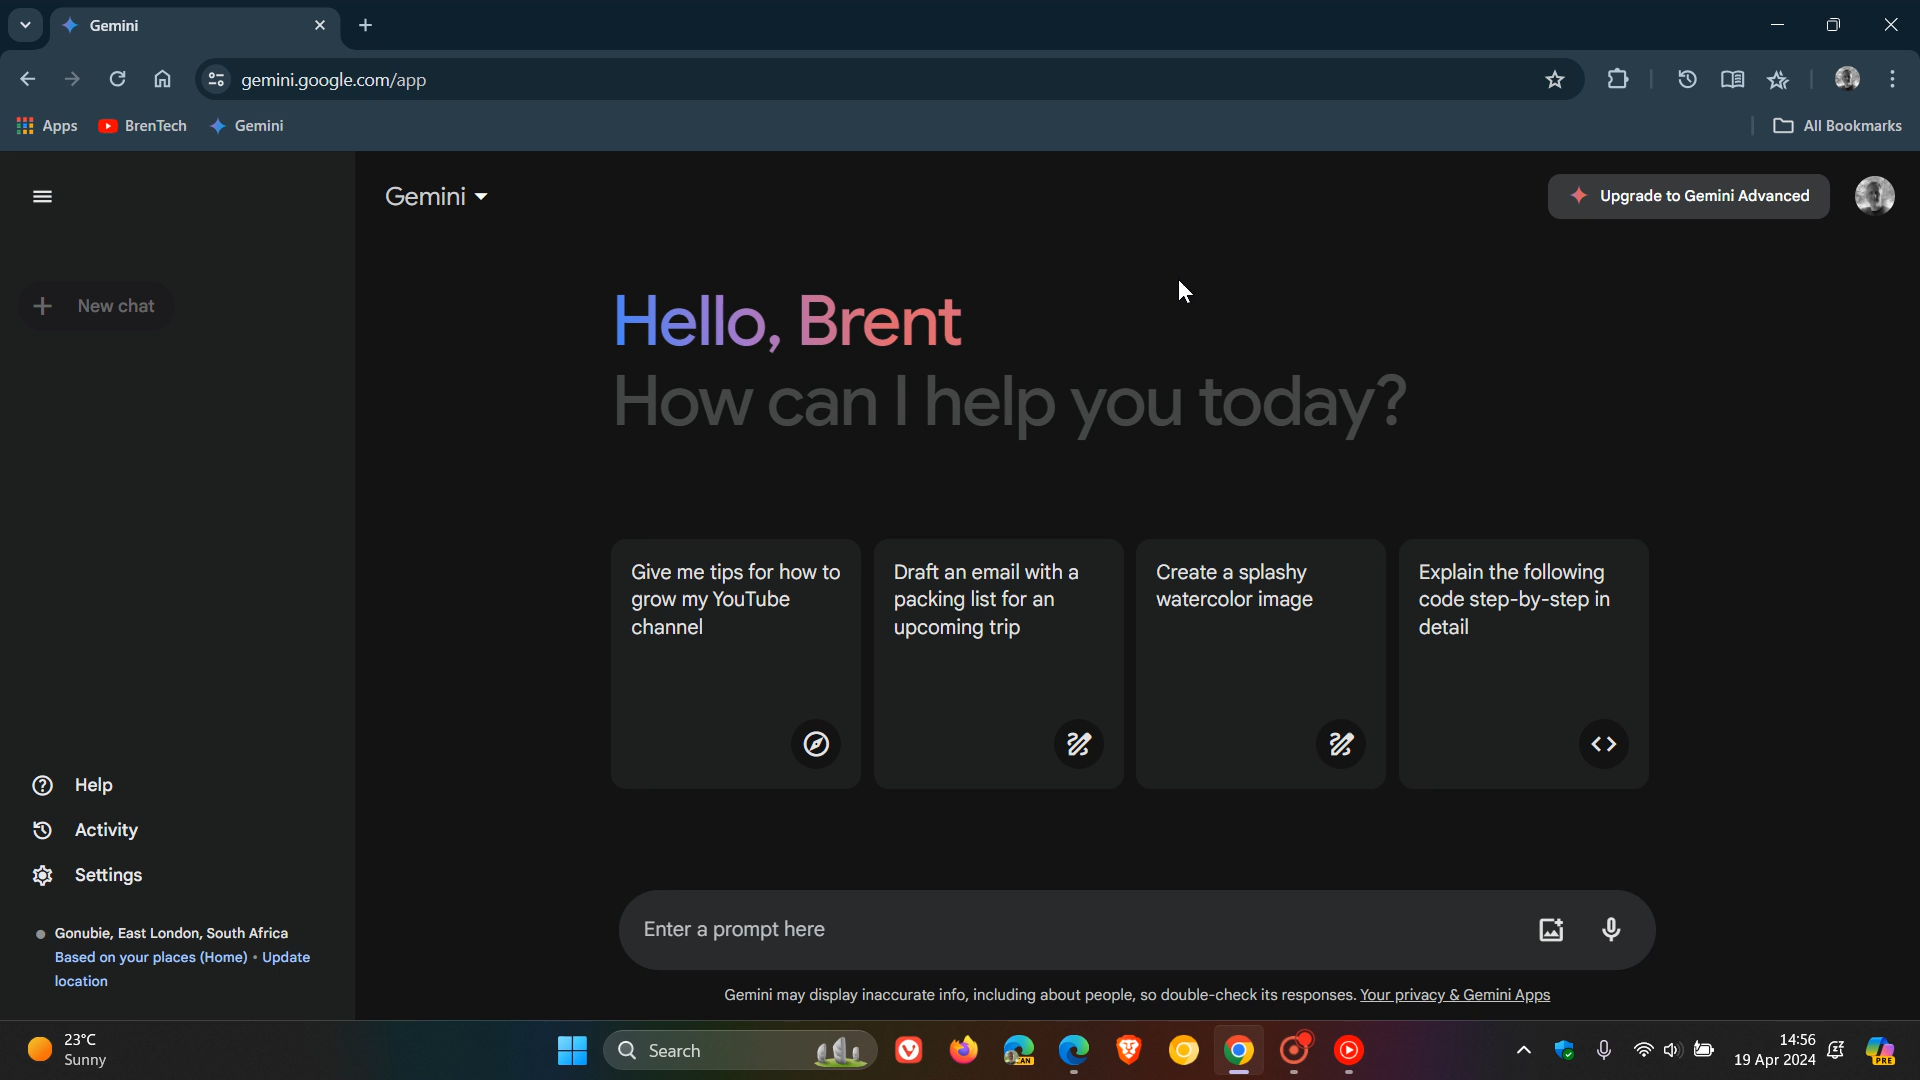 Gemini
gemini.google.com/app
Apps
BrenTech
Gemini
All Bookmarks
Gemini
Upgrade to Gemini Advanced
New chat
Hello, Brent
How can I help you today?
Give me tips for how to
grow my YouTube
channel
Draft an email with a
packing list for an
upcoming trip
Create a splashy
watercolor image
Explain the following
code step-by-step in
detail
Help
Activity
Settings
Gonubie, East London, South Africa
Based on your places (Home) • Update
location
Enter a prompt here
Gemini may display inaccurate info, including about people, so double-check its responses. Your privacy & Gemini Apps
23°C
Sunny
Search
CAN
14:56
19 Apr 2024
PRE